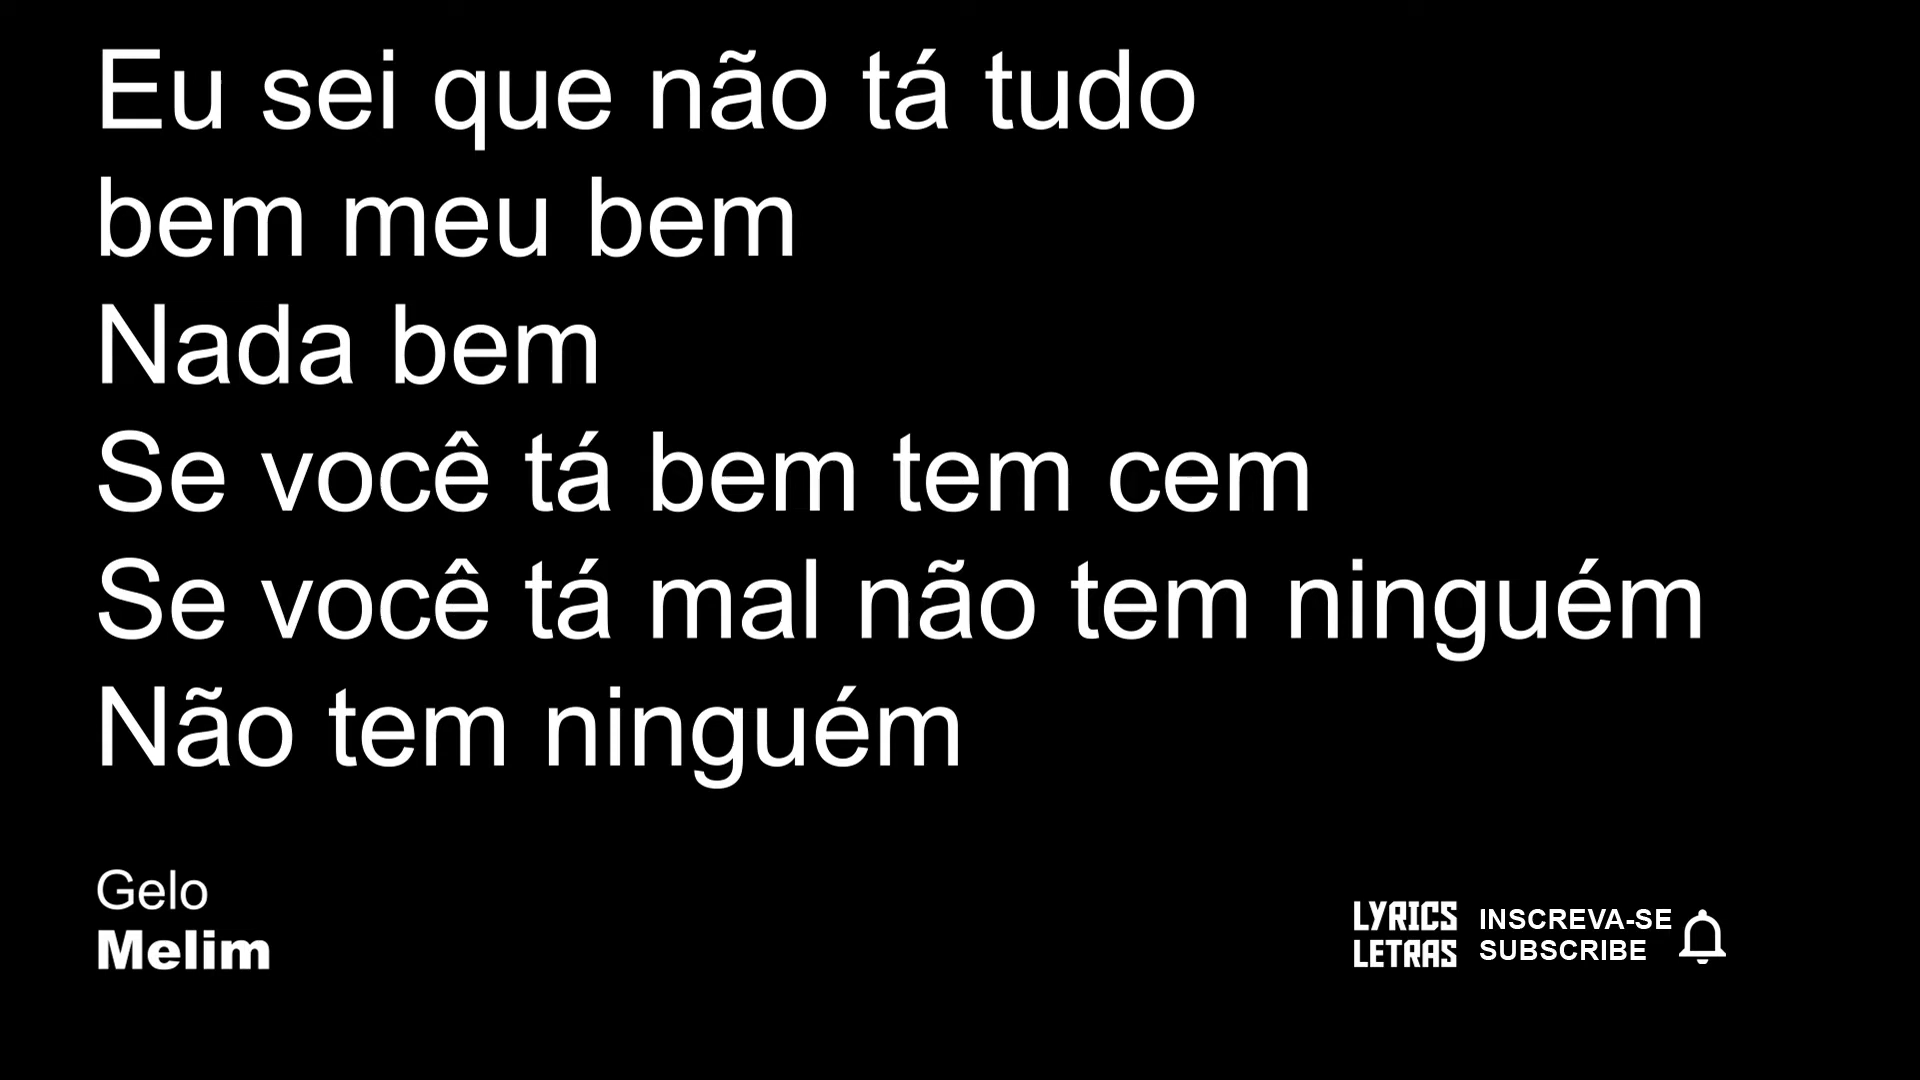 Eu sei que não tá tudo
bem meu bem
Nada bem
Se você tá bem tem cem
Se você tá mal não tem ninguém
Não tem ninguém
Gelo
Melim
LYRICS
LETRAS
INSCREVA-SE
SUBSCRIBE